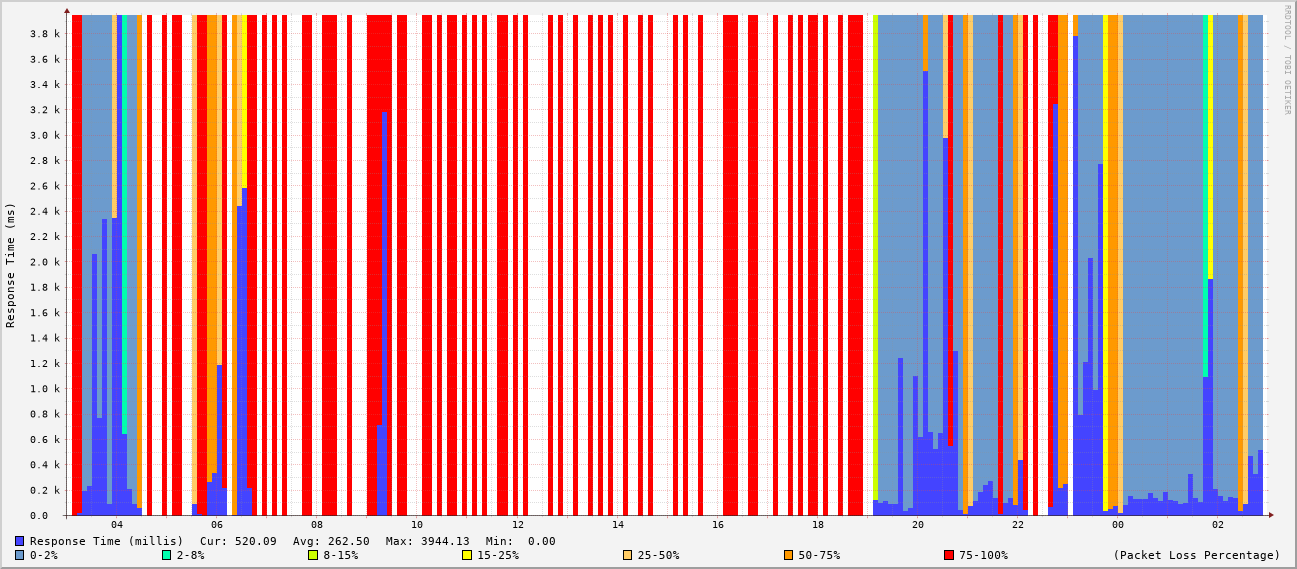 RRDTOOL / TOBI OETIKER
Response Time (ms)
3.8 k
3.6 k
3.4 k
3.2 k
3.0 k
2.8 k
2.6 k
2.4 k
2.2 k
2.0 k
1.8 k
1.6 k
1.4 k
1.2 k
1.0 k
0.8 k
0.6 k
0.4 k
0.2 k
0.0
04 06 08 10 12 14 16 18 20 22 00 02
Response Time (millis) Cur: 520.09 Avg: 262.50 Max: 3944.13 Min: 0.00
0-2% 2-8% 8-15% 15-25% 25-50% 50-75% 75-100% (Packet Loss Percentage)